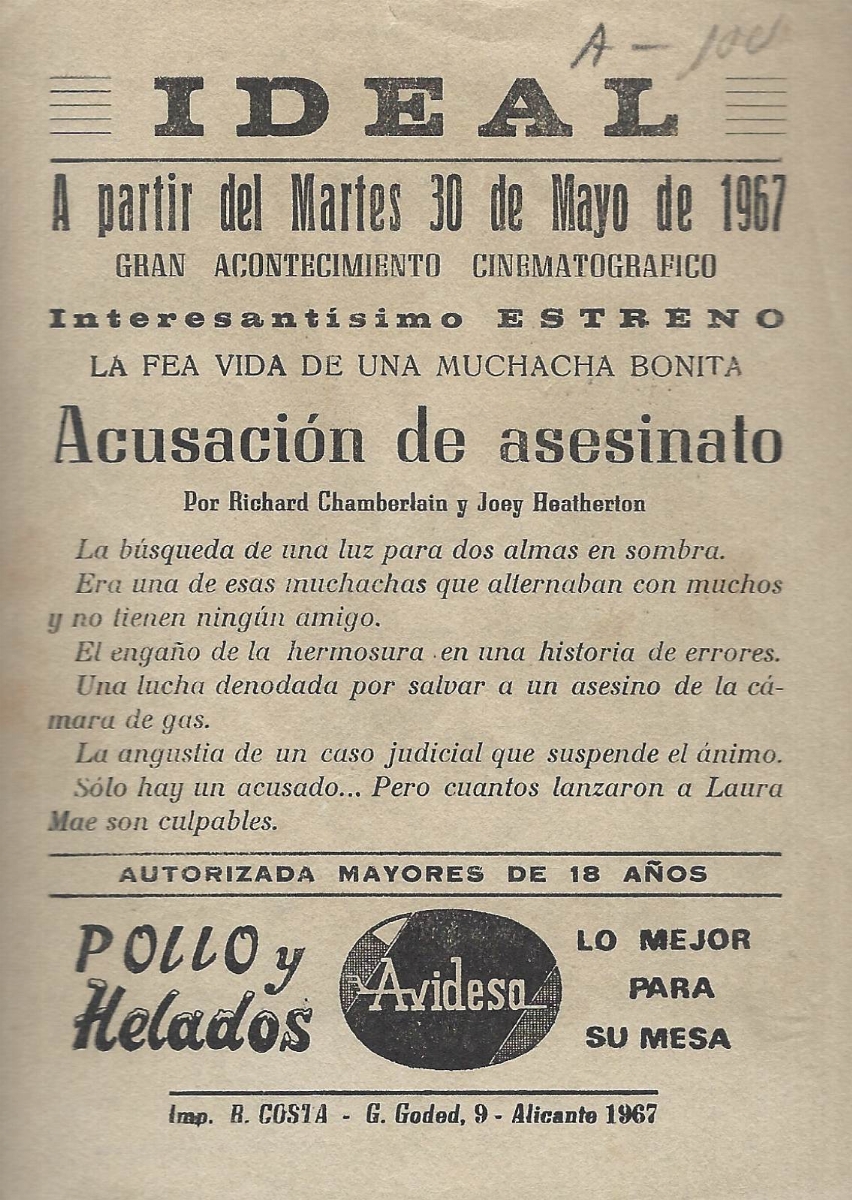 A -
IDEAL
A partir del Martes 30 de Mayo de 1967
GRAN ACONTECIMIENTO CINEMATOGRAFICO
Interesantísimo ESTRENO
LA FEA VIDA DE UNA MUCHACHA BONITA
Acusación de asesinato
Por Richard Chamberlain y Joey Heatherton
La búsqueda de una luz para dos almas en sombra.
Era una de esas muchachas que alternaban con muchos
y no tienen ningún amigo.
El engaño de la hermosura en una historia de errores.
Una lucha denodada por salvar a un asesino de la cá-
mara de gas.
La angustia de un caso judicial que suspende el ánimo.
Sólo hay un acusado... Pero cuantos lanzaron a Laura
Mae son culpables.
AUTORIZADA MAYORES DE 18 AÑOS
POLLO y
Helados
Avidesa
LO MEJOR
PARA
SU MESA
Imp. R. COSTA - G. Goded, 9 - Alicante 1967